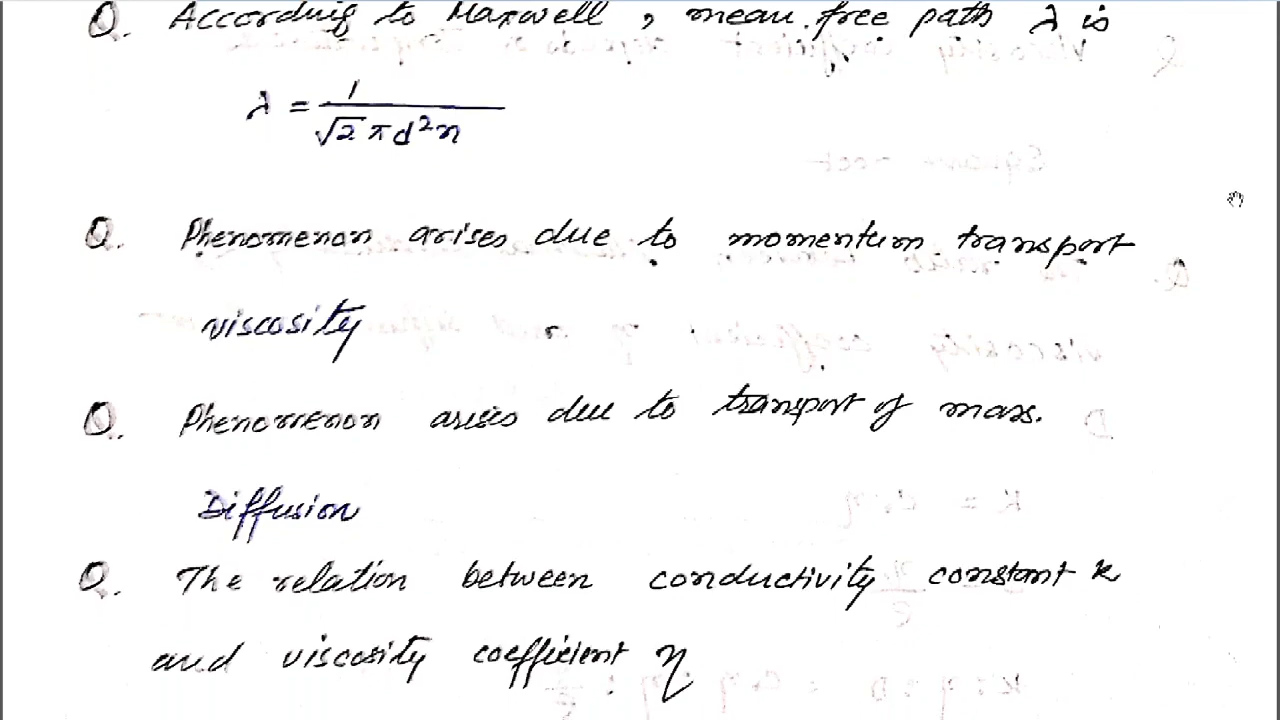 Q. According to Maxwell, mean free path λ is
λ = 1 / √2 π d² n
Q. Phenomenon arises due to momentum transport
viscosity
Q. Phenomenon arises due to transport of mass.
Diffusion
Q. The relation between conductivity constant k
and viscosity coefficient η